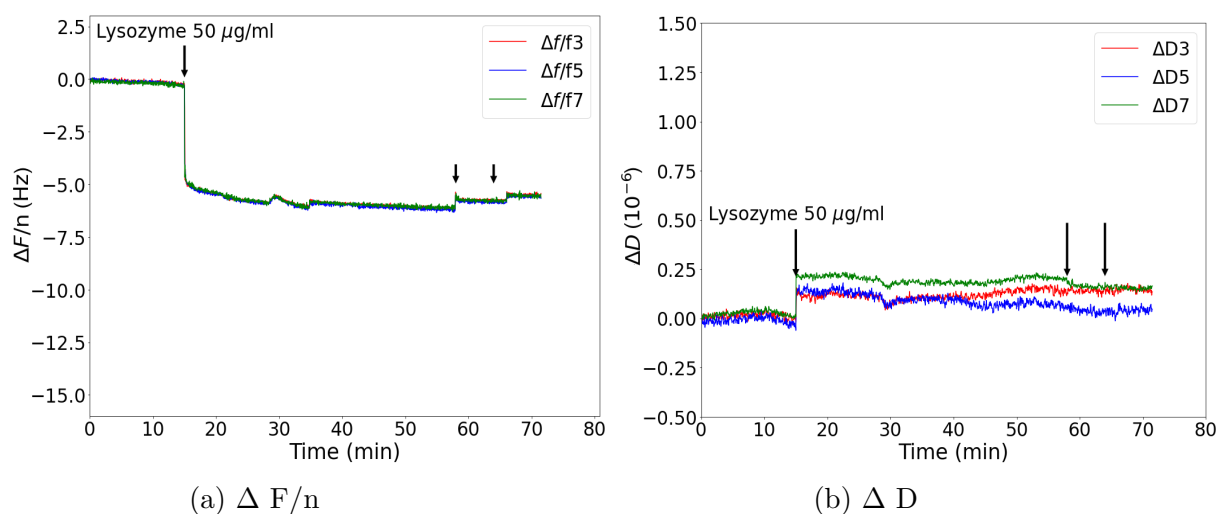 Lysozyme 50 μg/ml
Δf/f3
Δf/f5
Δf/f7
2.5
0.0
−2.5
−5.0
−7.5
−10.0
−12.5
−15.0
ΔF/n (Hz)
0 10 20 30 40 50 60 70 80
Time (min)
(a) Δ F/n
Lysozyme 50 μg/ml
ΔD3
ΔD5
ΔD7
1.50
1.25
1.00
0.75
0.50
0.25
0.00
−0.25
−0.50
ΔD (10⁻⁶)
0 10 20 30 40 50 60 70 80
Time (min)
(b) Δ D